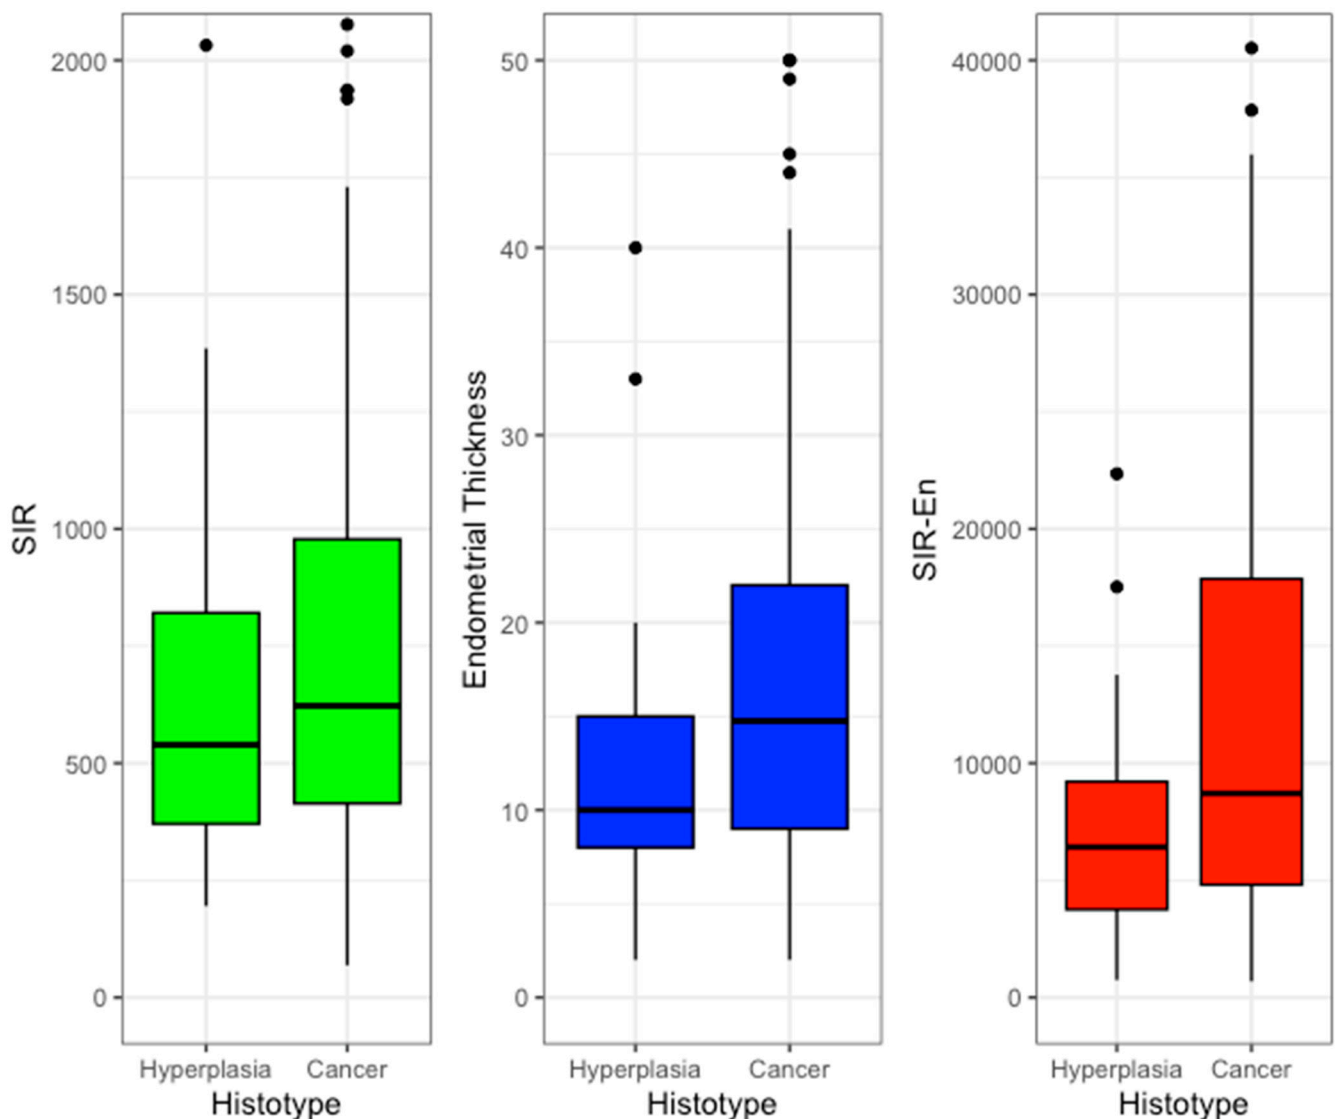 SIR
2000
1500
1000
500
0
Hyperplasia Cancer
Histotype
Endometrial Thickness
50
40
30
20
10
0
Hyperplasia Cancer
Histotype
SIR-En
40000
30000
20000
10000
0
Hyperplasia Cancer
Histotype